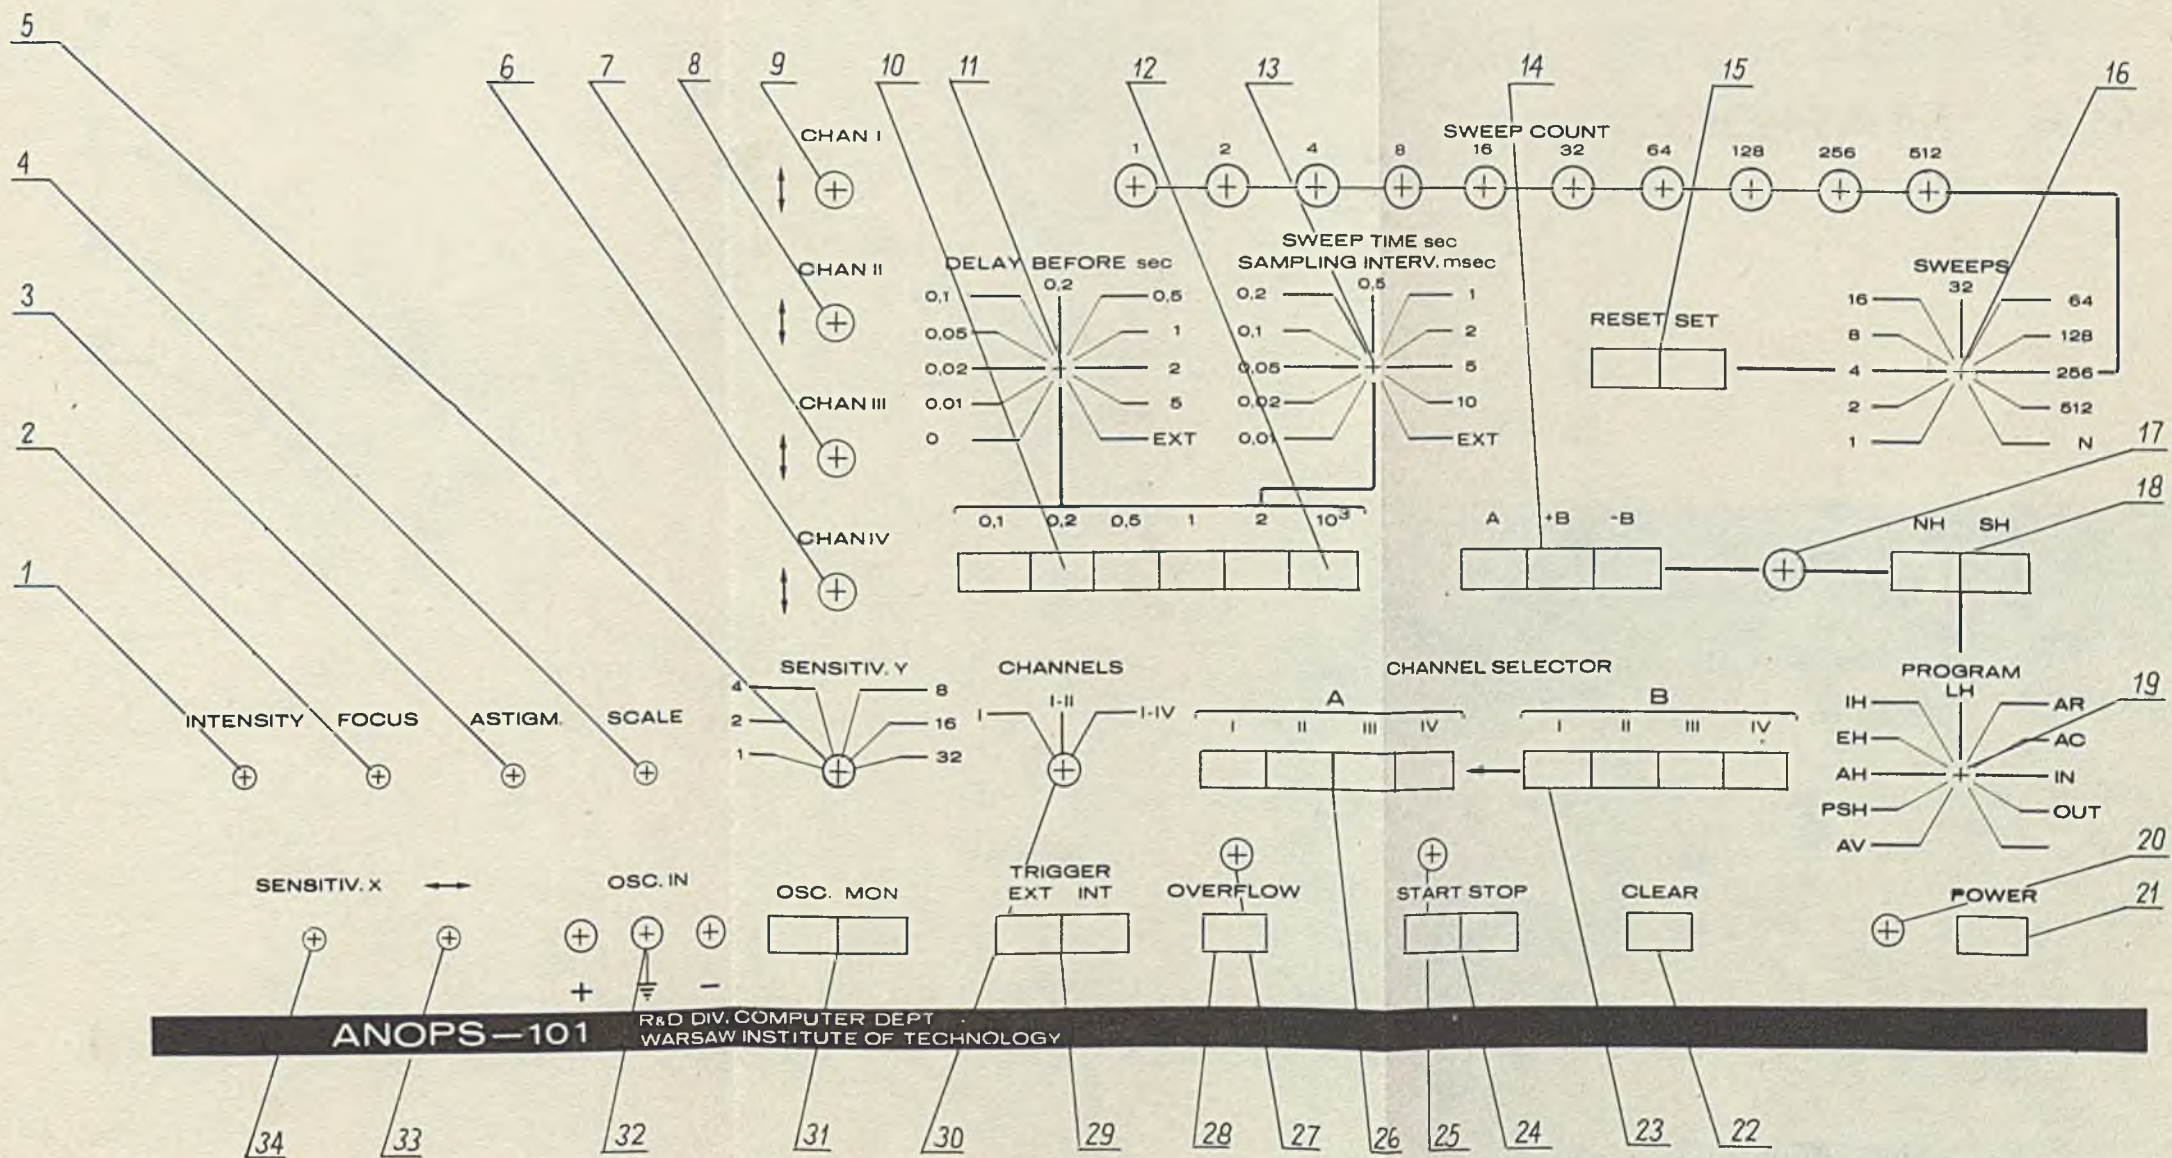 5
6 7 8 9 10 11 12 13 14 15 16
CHAN I
SWEEP COUNT
1 2 4 8 16 32 64 128 256 512
4
CHAN II
DELAY BEFORE sec
0,2
0,1 0,5
0,05 1
0,02 2
0,01 5
0 EXT
SWEEP TIME sec
SAMPLING INTERV. msec
0,5
0,2 1
0,1 2
0,05 5
0,02 10
0,01 EXT
RESET SET
SWEEPS
32
16 64
8 128
4 256
2 512
1 N
3
CHAN III
2
17
18
0,1 0,2 0,5 1 2 10³
A +B -B
NH SH
CHAN IV
1
SENSITIV. Y
4 8
2 16
1 32
CHANNELS
I I-II I-IV
CHANNEL SELECTOR
A B
I II III IV I II III IV
PROGRAM
LH
IH AR
EH AC
AH IN
PSH OUT
AV
19
INTENSITY FOCUS ASTIGM. SCALE
20
SENSITIV. X ↔ OSC. IN
OSC. MON
TRIGGER
EXT INT
OVERFLOW
START STOP
CLEAR
POWER
21
+ −
ANOPS—101
R&D DIV. COMPUTER DEPT
WARSAW INSTITUTE OF TECHNOLOGY
34 33 32 31 30 29 28 27 26 25 24 23 22